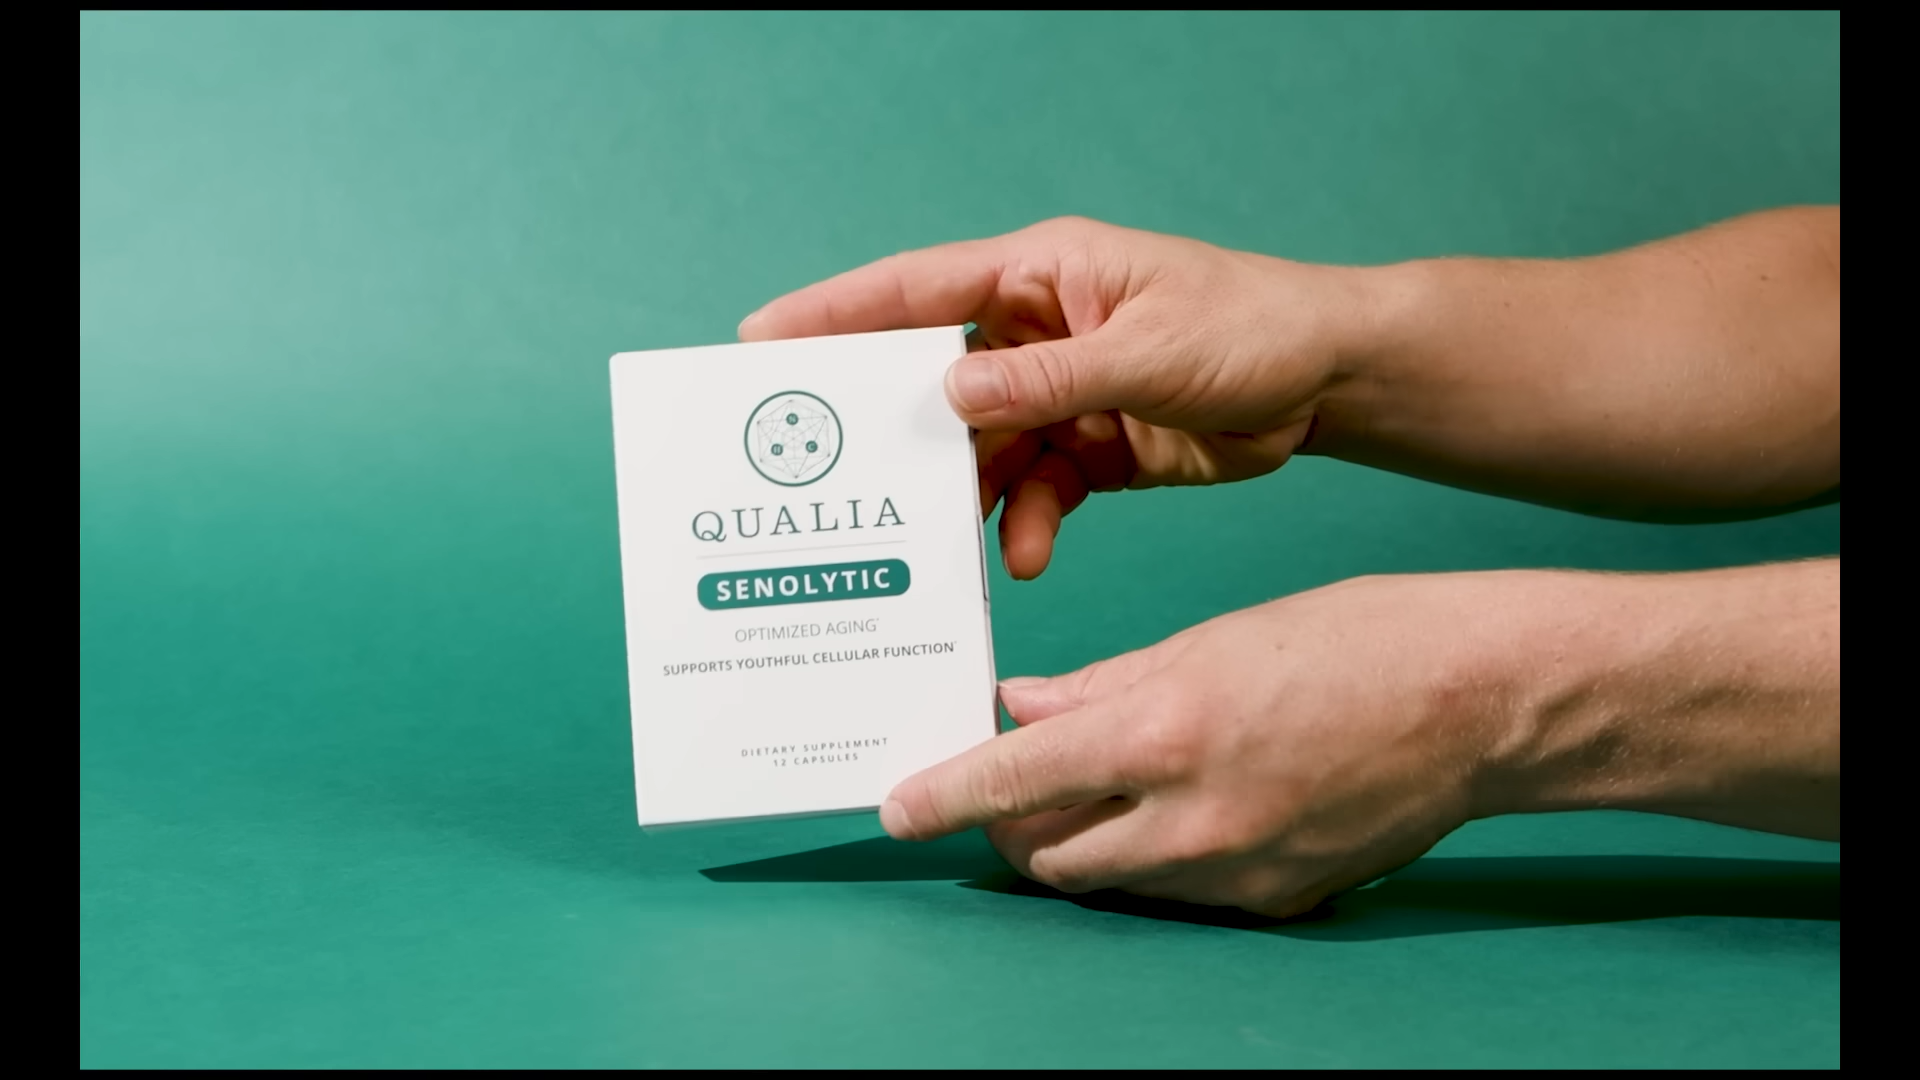 N
H C
QUALIA
SENOLYTIC
OPTIMIZED AGING*
SUPPORTS YOUTHFUL CELLULAR FUNCTION*
DIETARY SUPPLEMENT
12 CAPSULES